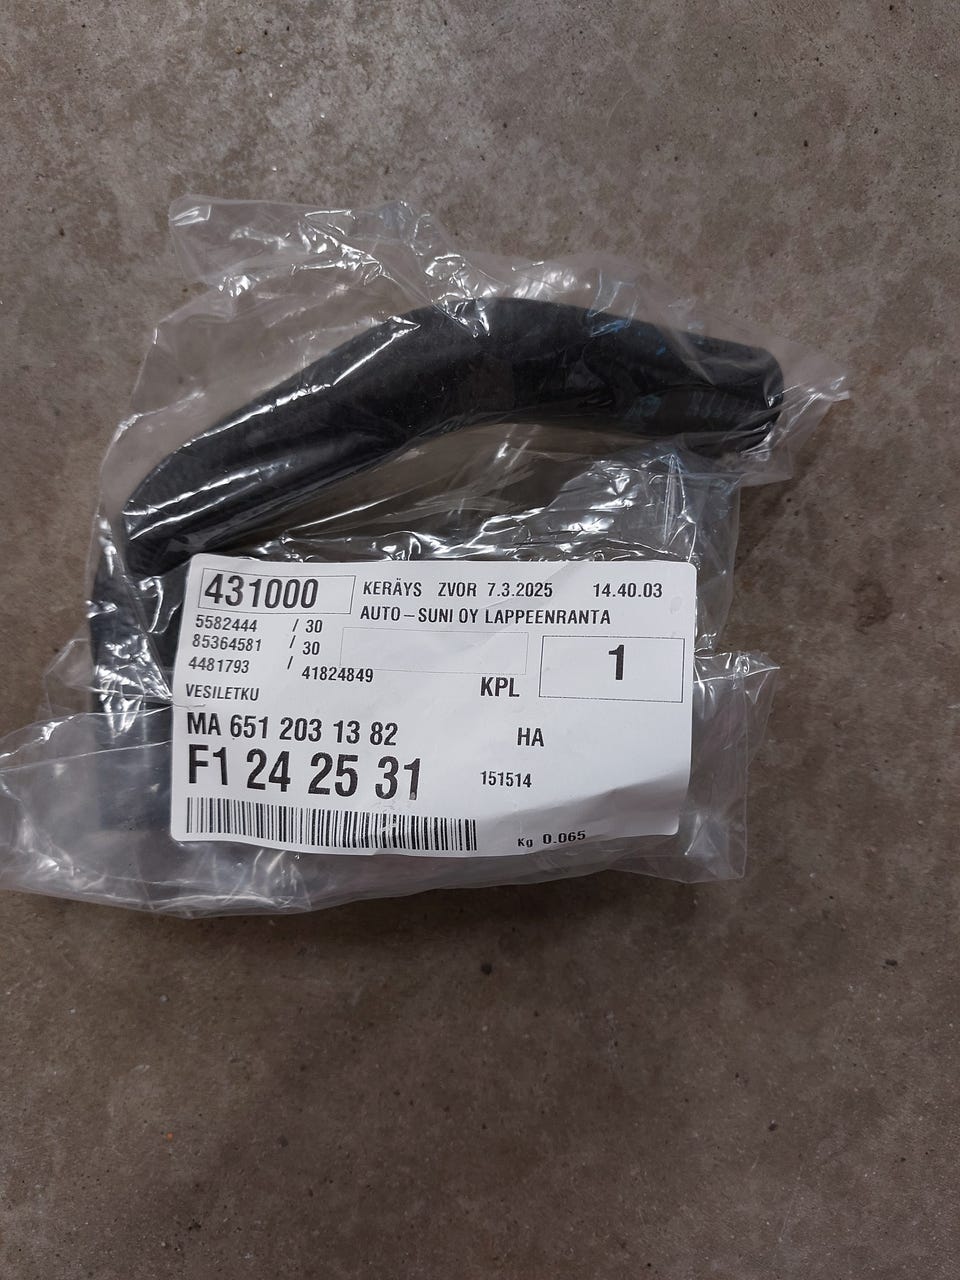 431000 KERÄYS ZVOR 7.3.2025 14.40.03
AUTO-SUNI OY LAPPEENRANTA
5582444 / 30
85364581 / 30
4481793 / 41824849
1
KPL
VESILETKU
MA 651 203 13 82 HA
F1 24 25 31 151514
Kg 0.065